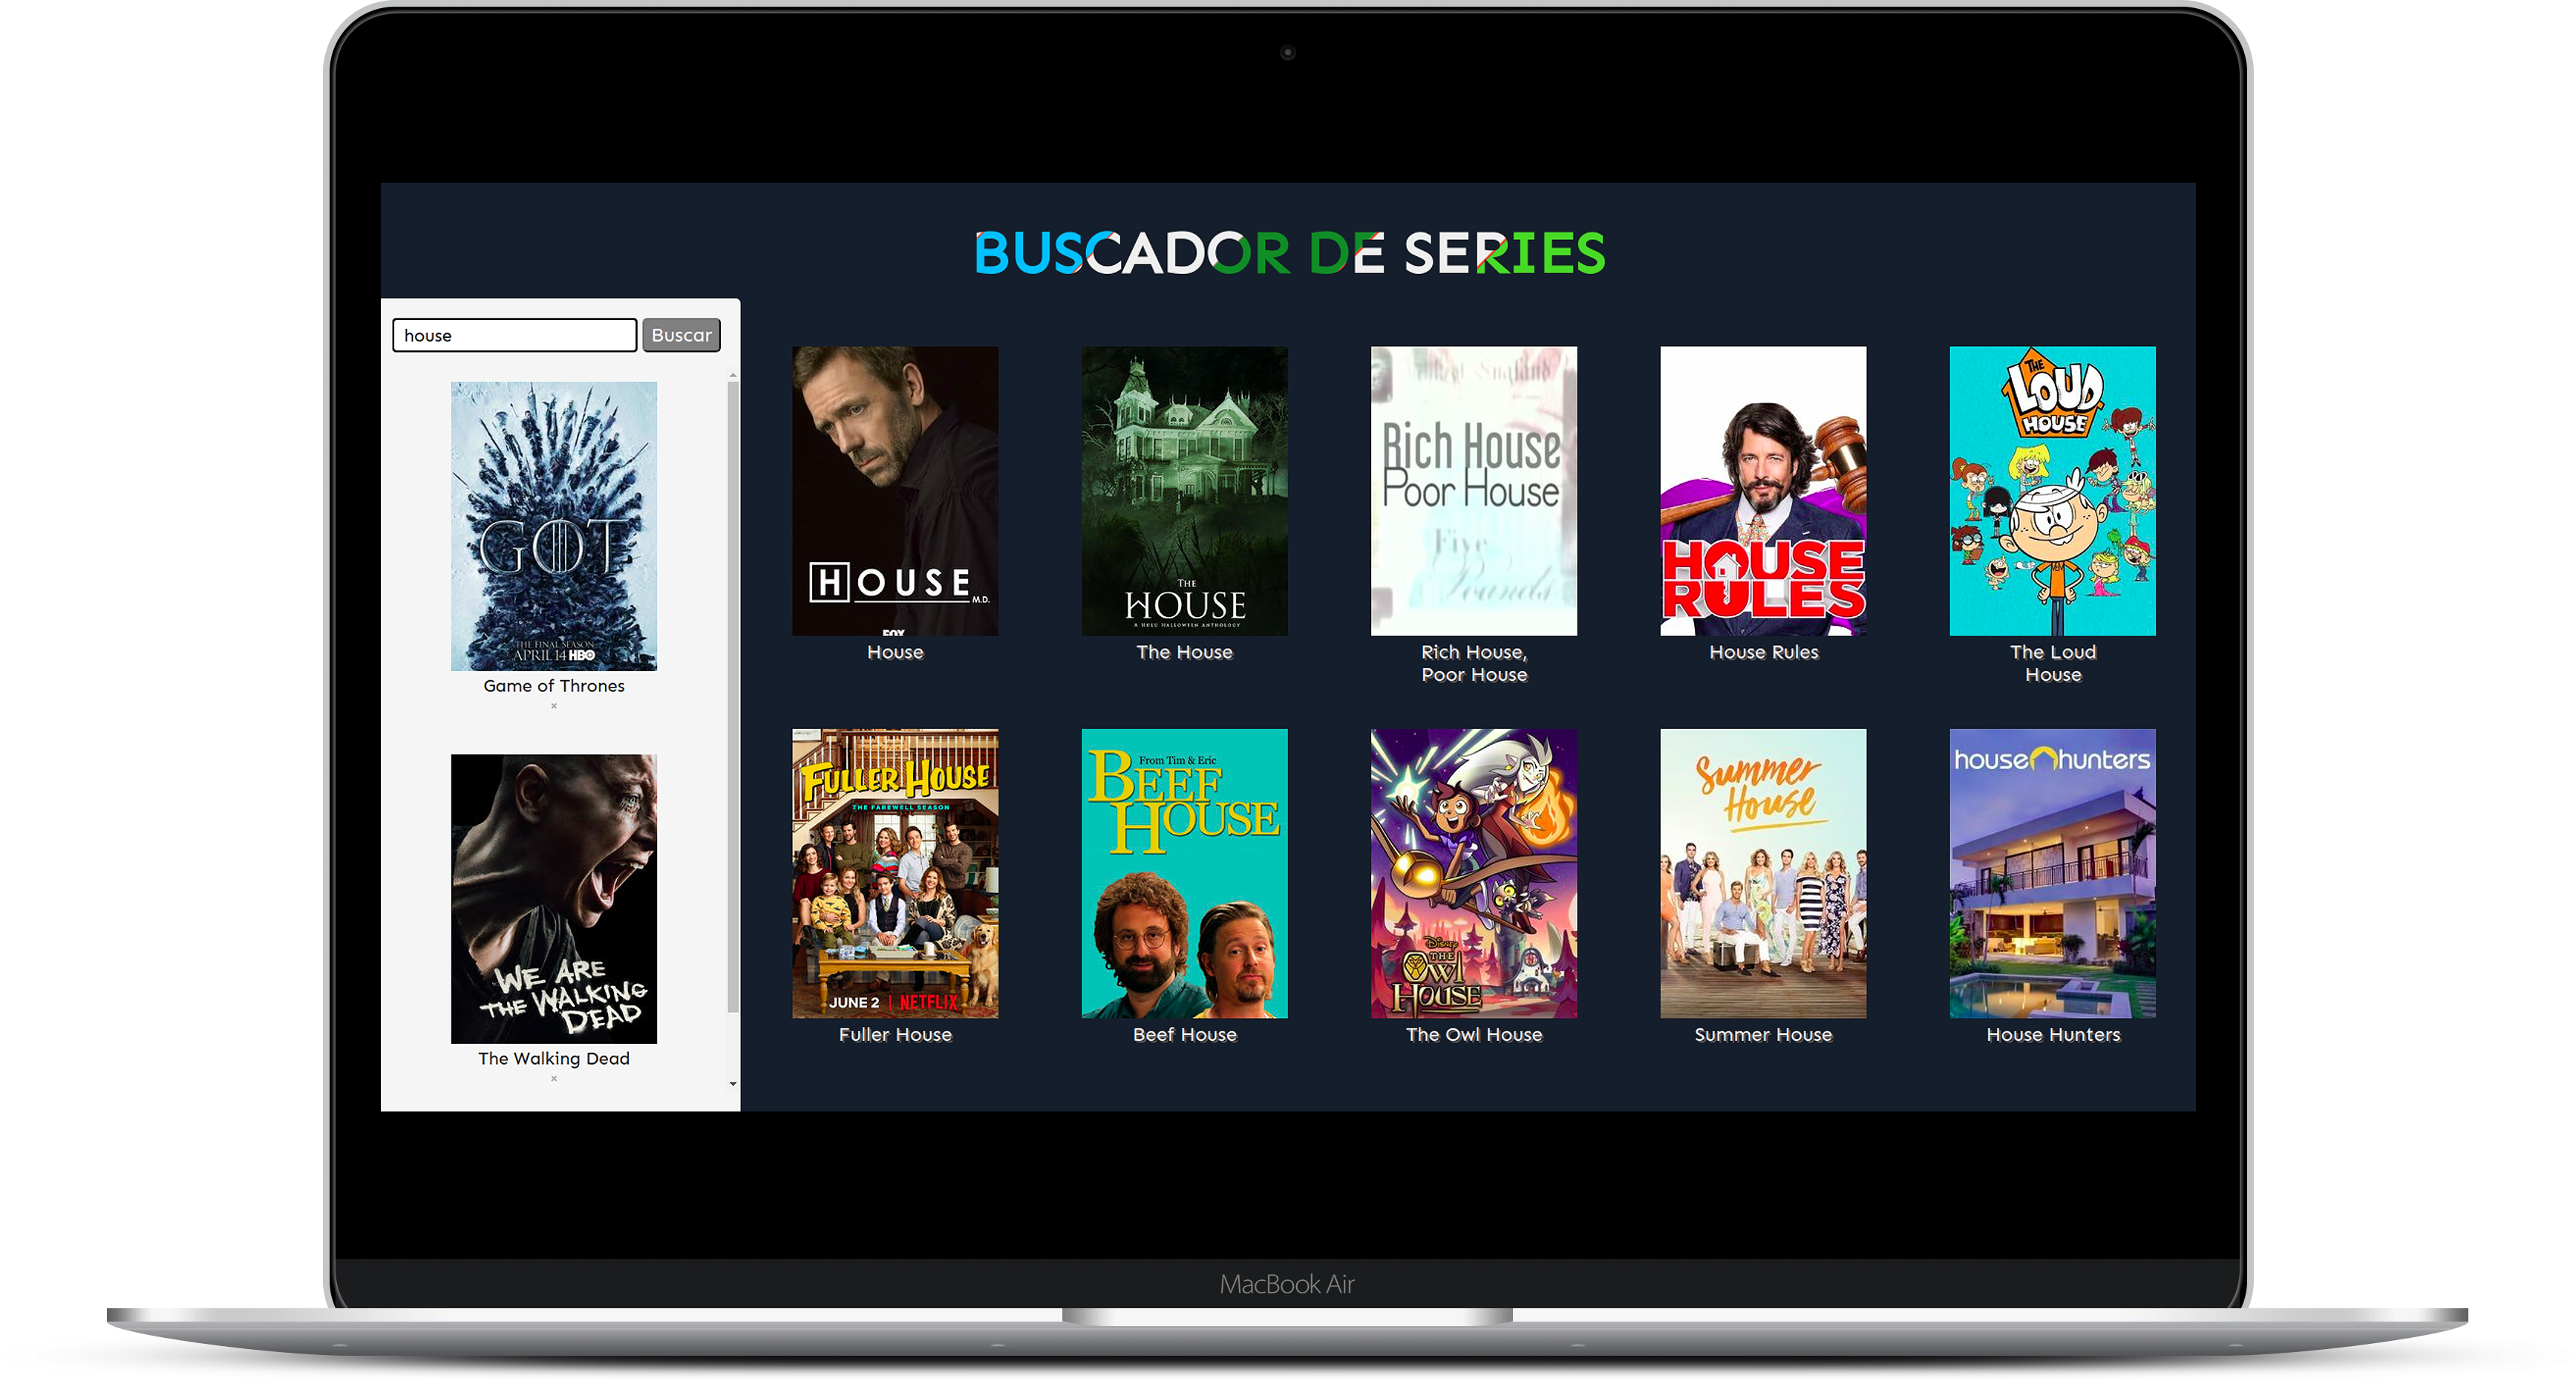 BUSCADOR DE SERIES
house
Buscar
GOT
THE FINAL SEASON
APRIL 14 HBO
Game of Thrones
×
WE ARE
THE WALKING
DEAD
The Walking Dead
×
HOUSE
M.D.
FOX
House
THE
HOUSE
A HULU HALLOWEEN ANTHOLOGY
The House
Rich House
Poor House
Five
Pounds
Rich House,
Poor House
HOUSE
RULES
House Rules
THE
LOUD
HOUSE
The Loud
House
FULLER HOUSE
THE FAREWELL SEASON
JUNE 2 | NETFLIX
Fuller House
From Tim & Eric
BEEF
HOUSE
Beef House
Disney
THE
OWL
HOUSE
The Owl House
Summer
House
Summer House
house hunters
House Hunters
MacBook Air